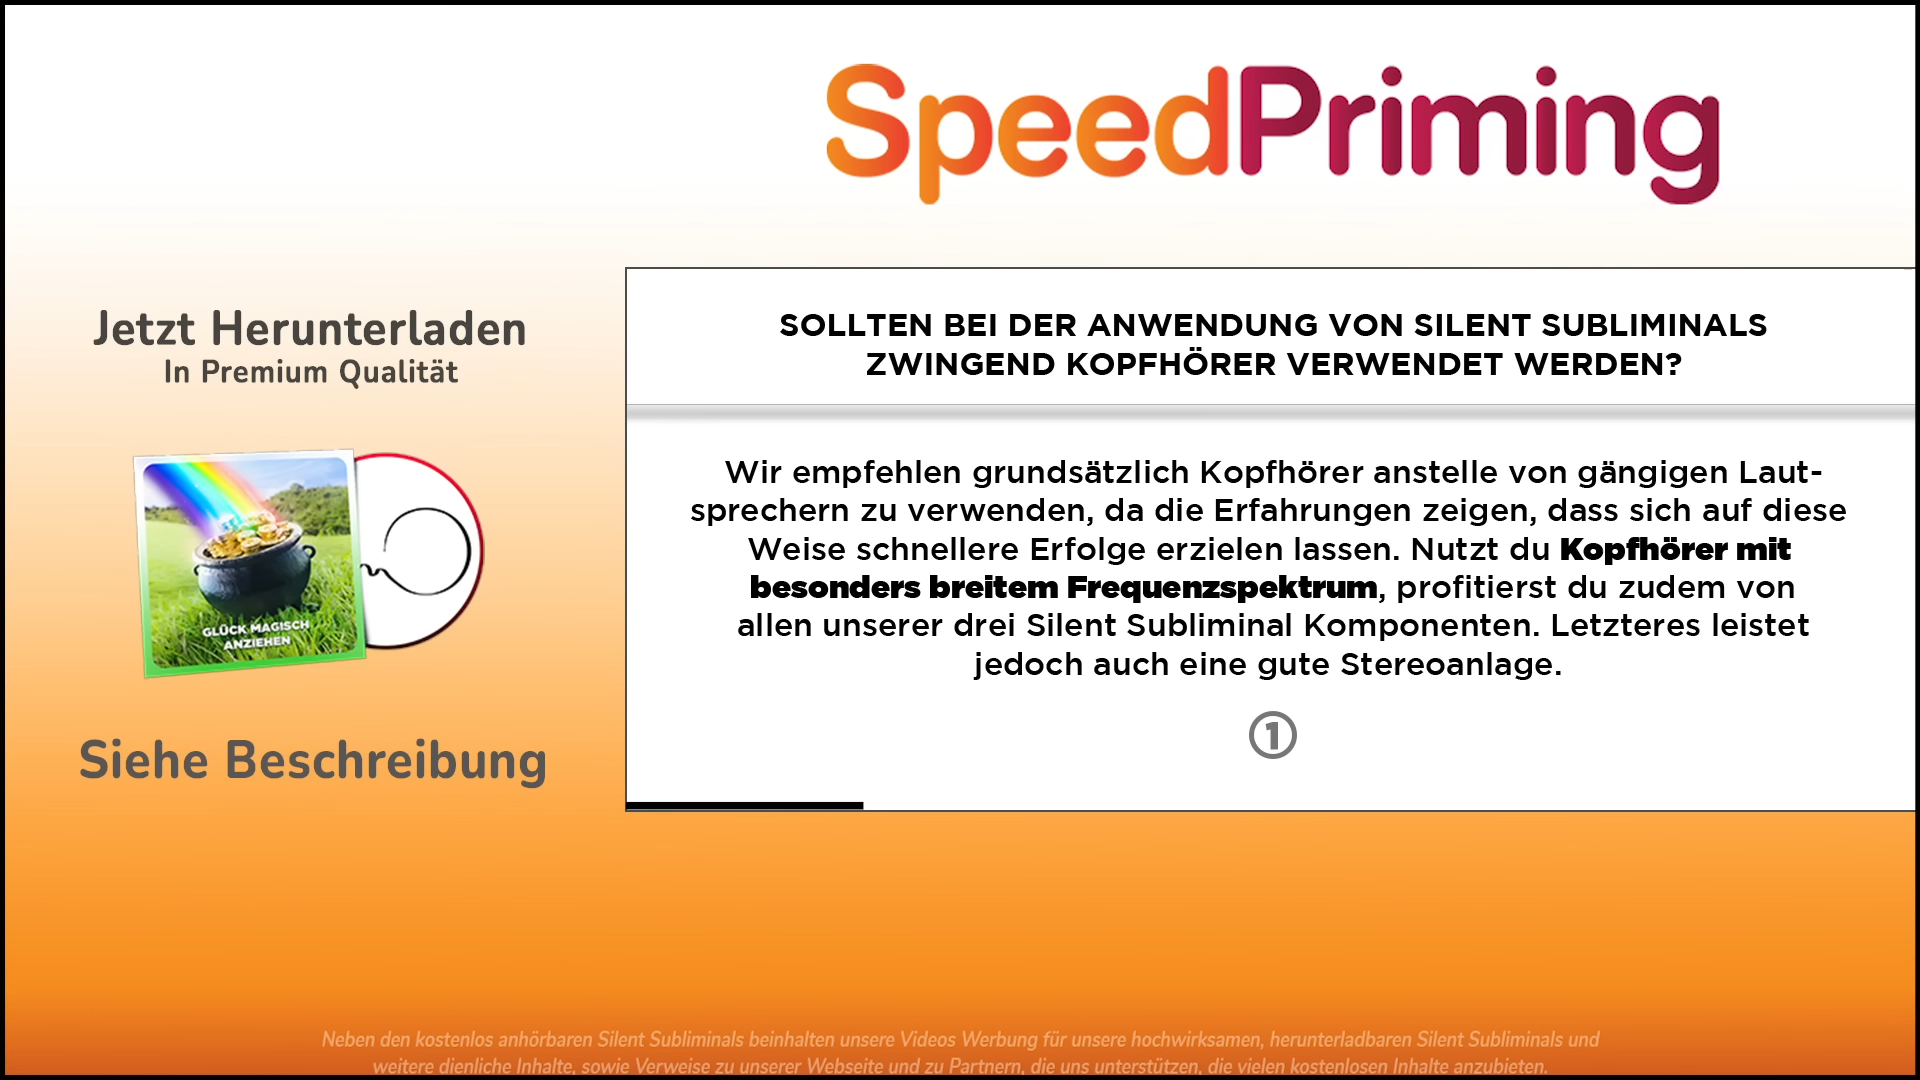 SpeedPriming
Jetzt Herunterladen
In Premium Qualität
GLÜCK MAGISCH
ANZIEHEN
Siehe Beschreibung
SOLLTEN BEI DER ANWENDUNG VON SILENT SUBLIMINALS
ZWINGEND KOPFHÖRER VERWENDET WERDEN?
Wir empfehlen grundsätzlich Kopfhörer anstelle von gängigen Laut-
sprechern zu verwenden, da die Erfahrungen zeigen, dass sich auf diese
Weise schnellere Erfolge erzielen lassen. Nutzt du Kopfhörer mit
besonders breitem Frequenzspektrum, profitierst du zudem von
allen unserer drei Silent Subliminal Komponenten. Letzteres leistet
jedoch auch eine gute Stereoanlage.
①
Neben den kostenlos anhörbaren Silent Subliminals beinhalten unsere Videos Werbung für unsere hochwirksamen, herunterladbaren Silent Subliminals und
weitere dienliche Inhalte, sowie Verweise zu unserer Webseite und zu Partnern, die uns unterstützen, die vielen kostenlosen Inhalte anzubieten.